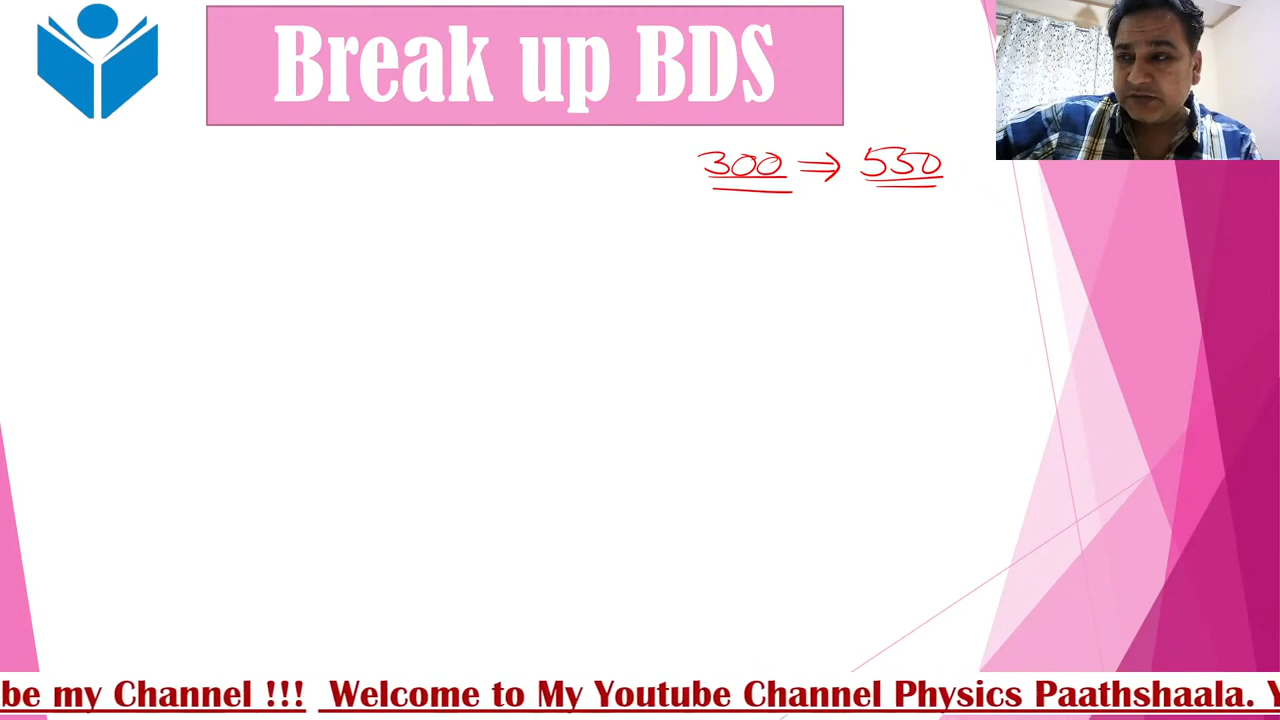 Break up BDS
300 ⇒ 550
be my Channel !!! Welcome to My Youtube Channel Physics Paathshaala. Y